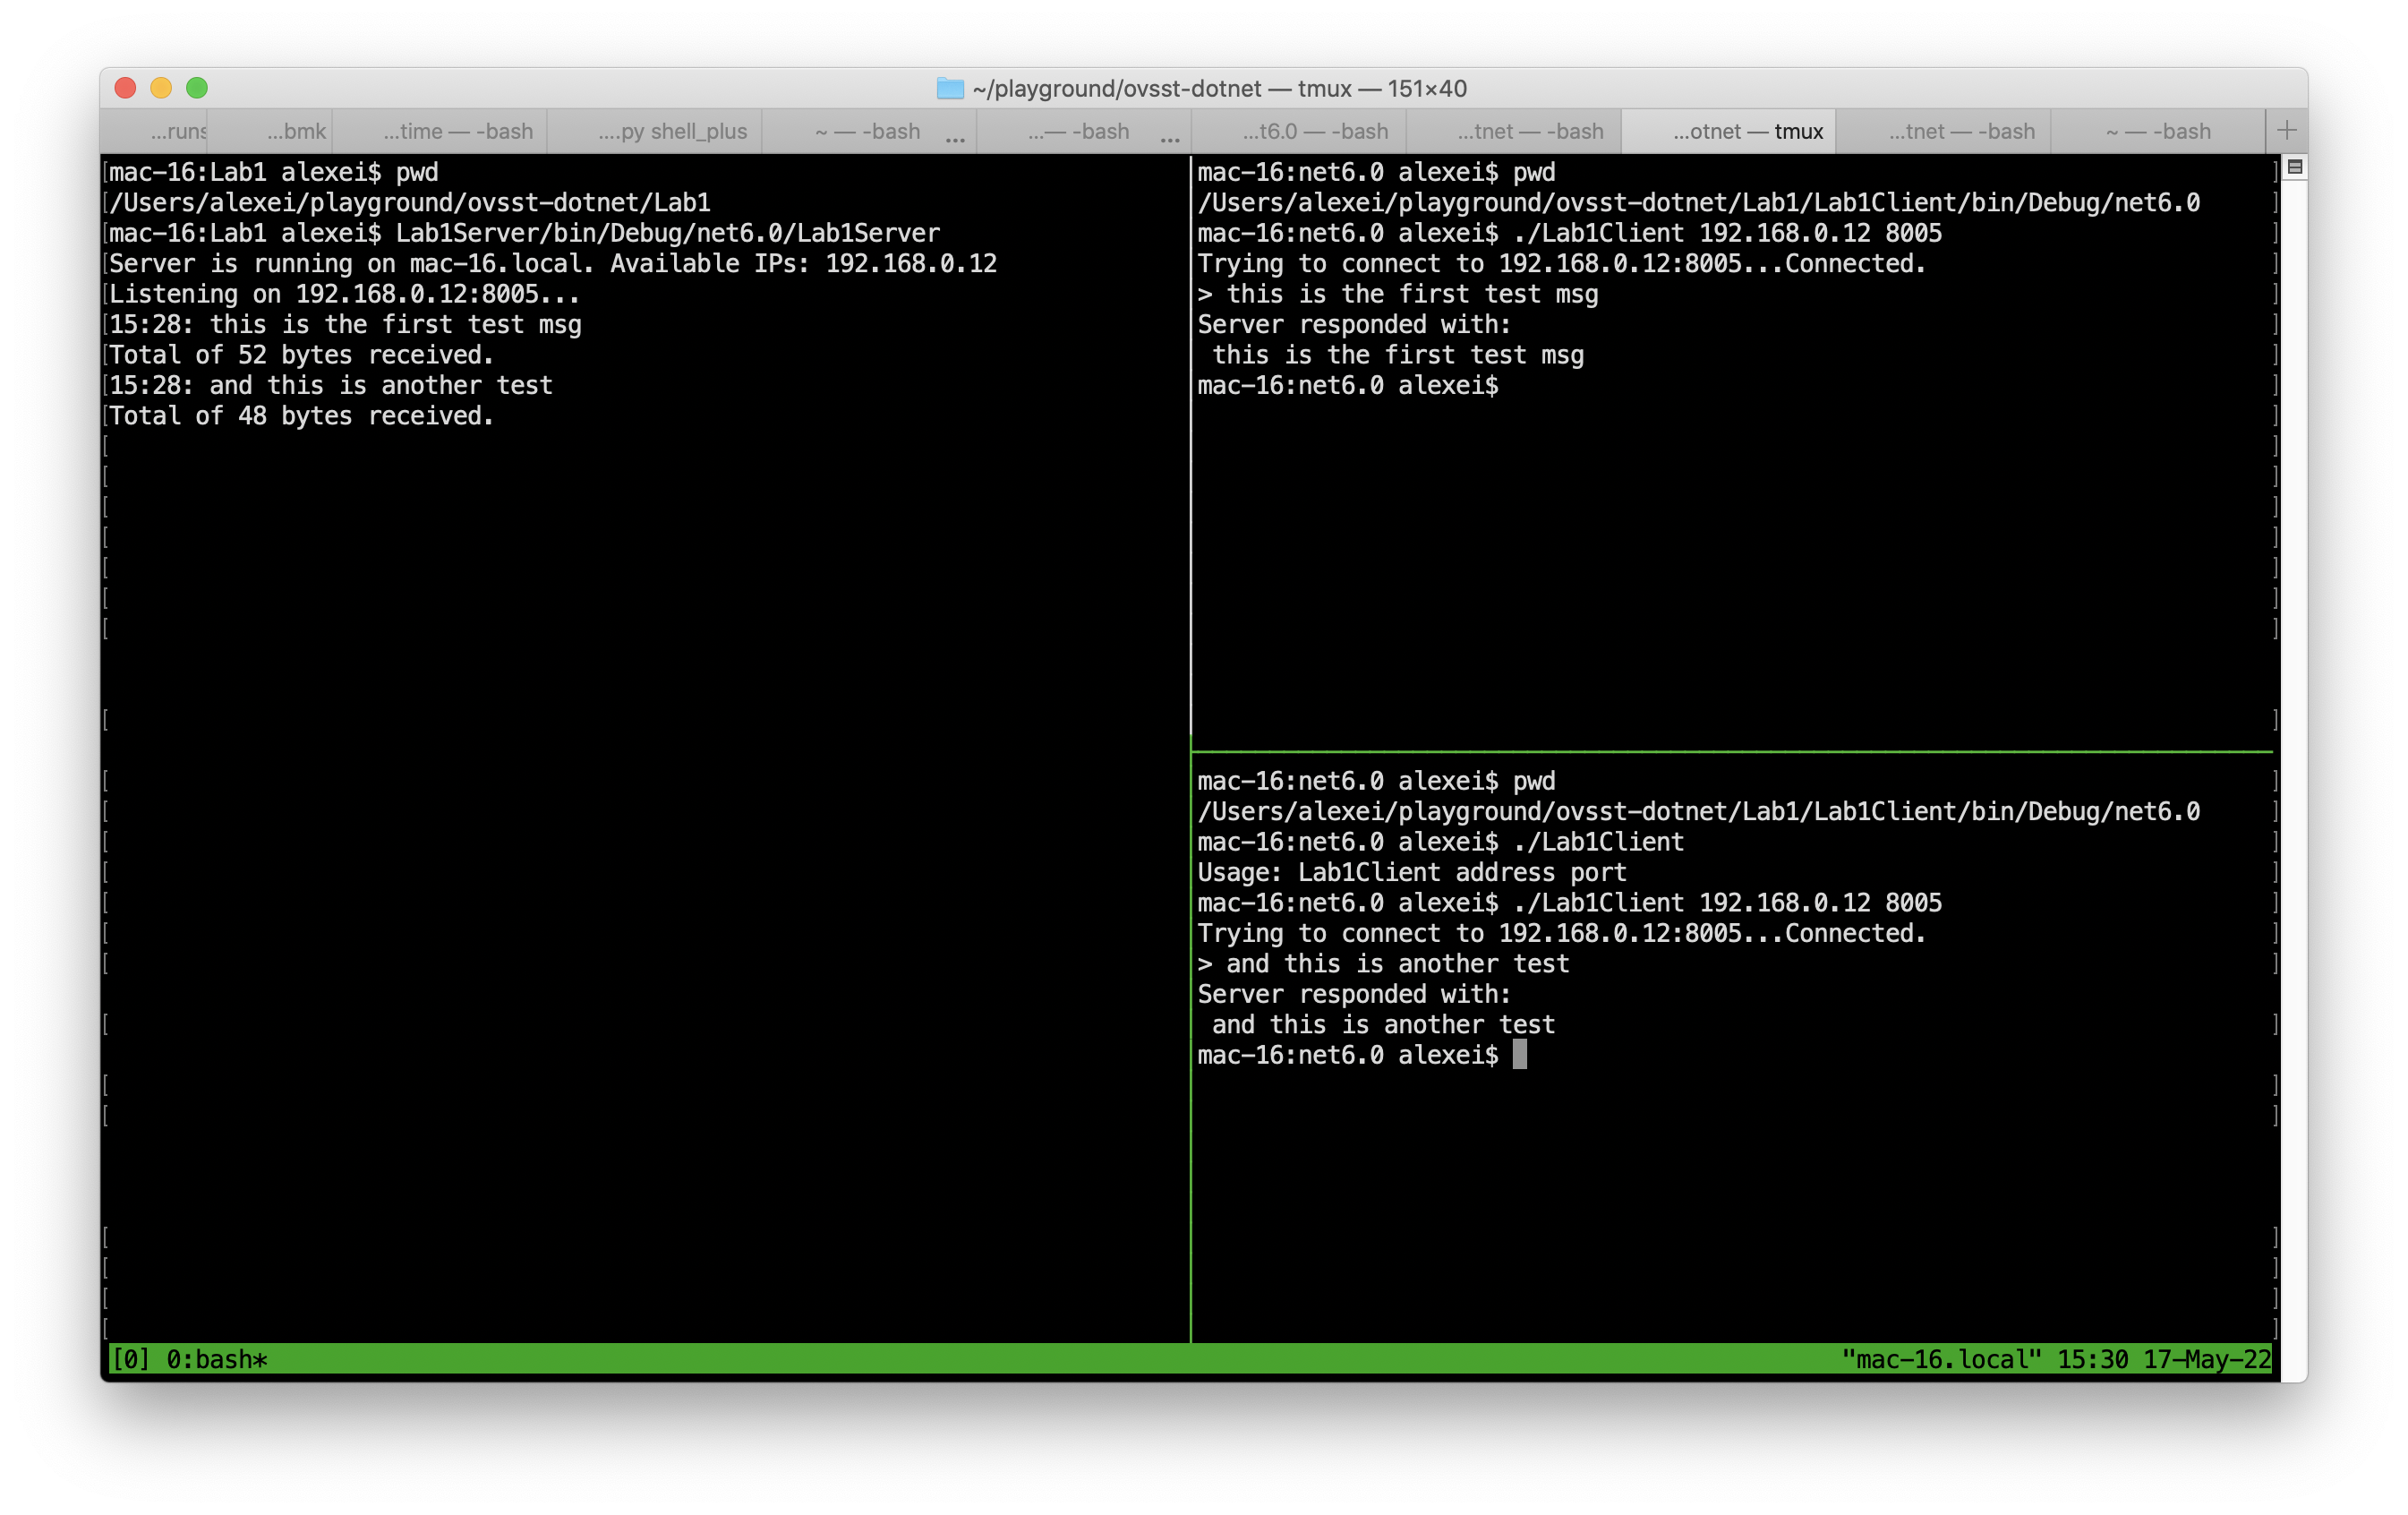 ~/playground/ovsst-dotnet — tmux — 151×40
...runs ...bmk ...time — -bash ....py shell_plus ~ — -bash ... ...— -bash ... ...t6.0 — -bash ...tnet — -bash ...otnet — tmux ...tnet — -bash ~ — -bash +
mac-16:Lab1 alexei$ pwd
/Users/alexei/playground/ovsst-dotnet/Lab1
mac-16:Lab1 alexei$ Lab1Server/bin/Debug/net6.0/Lab1Server
Server is running on mac-16.local. Available IPs: 192.168.0.12
Listening on 192.168.0.12:8005...
15:28: this is the first test msg
Total of 52 bytes received.
15:28: and this is another test
Total of 48 bytes received.
mac-16:net6.0 alexei$ pwd
/Users/alexei/playground/ovsst-dotnet/Lab1/Lab1Client/bin/Debug/net6.0
mac-16:net6.0 alexei$ ./Lab1Client 192.168.0.12 8005
Trying to connect to 192.168.0.12:8005...Connected.
> this is the first test msg
Server responded with:
 this is the first test msg
mac-16:net6.0 alexei$
mac-16:net6.0 alexei$ pwd
/Users/alexei/playground/ovsst-dotnet/Lab1/Lab1Client/bin/Debug/net6.0
mac-16:net6.0 alexei$ ./Lab1Client
Usage: Lab1Client address port
mac-16:net6.0 alexei$ ./Lab1Client 192.168.0.12 8005
Trying to connect to 192.168.0.12:8005...Connected.
> and this is another test
Server responded with:
 and this is another test
mac-16:net6.0 alexei$
[0] 0:bash* "mac-16.local" 15:30 17-May-22